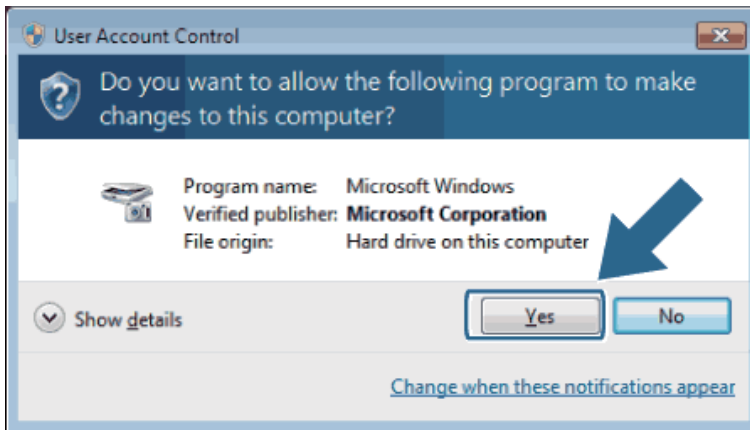 User Account Control
Do you want to allow the following program to make
changes to this computer?
Program name: Microsoft Windows
Verified publisher: Microsoft Corporation
File origin: Hard drive on this computer
Show details
Yes
No
Change when these notifications appear